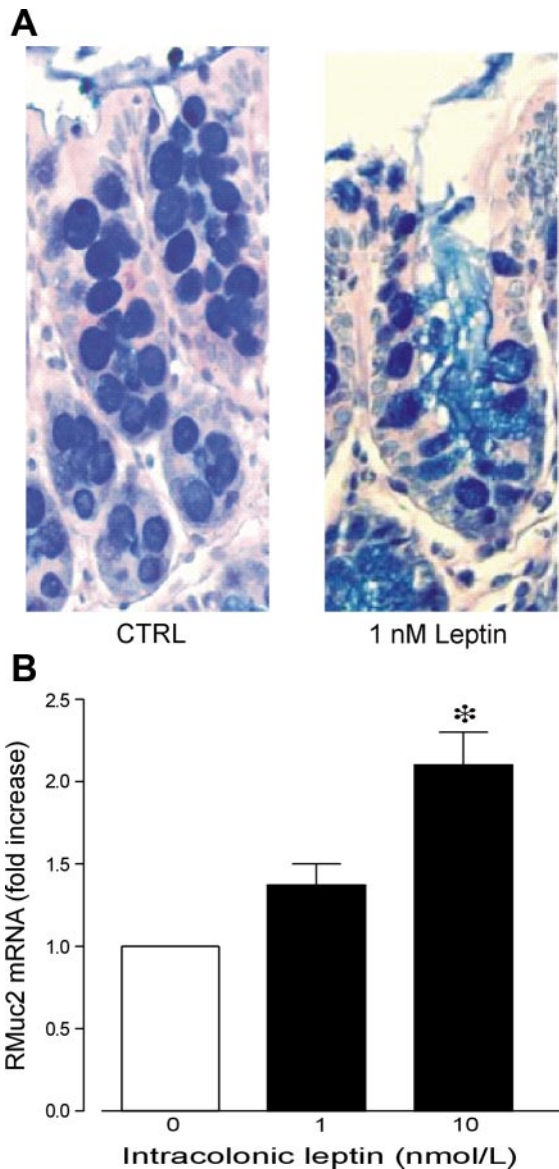 A
CTRL
1 nM Leptin
B
RMuc2 mRNA (fold increase)
2.5
2.0
1.5
1.0
0.5
0.0
*
0 1 10
Intracolonic leptin (nmol/L)